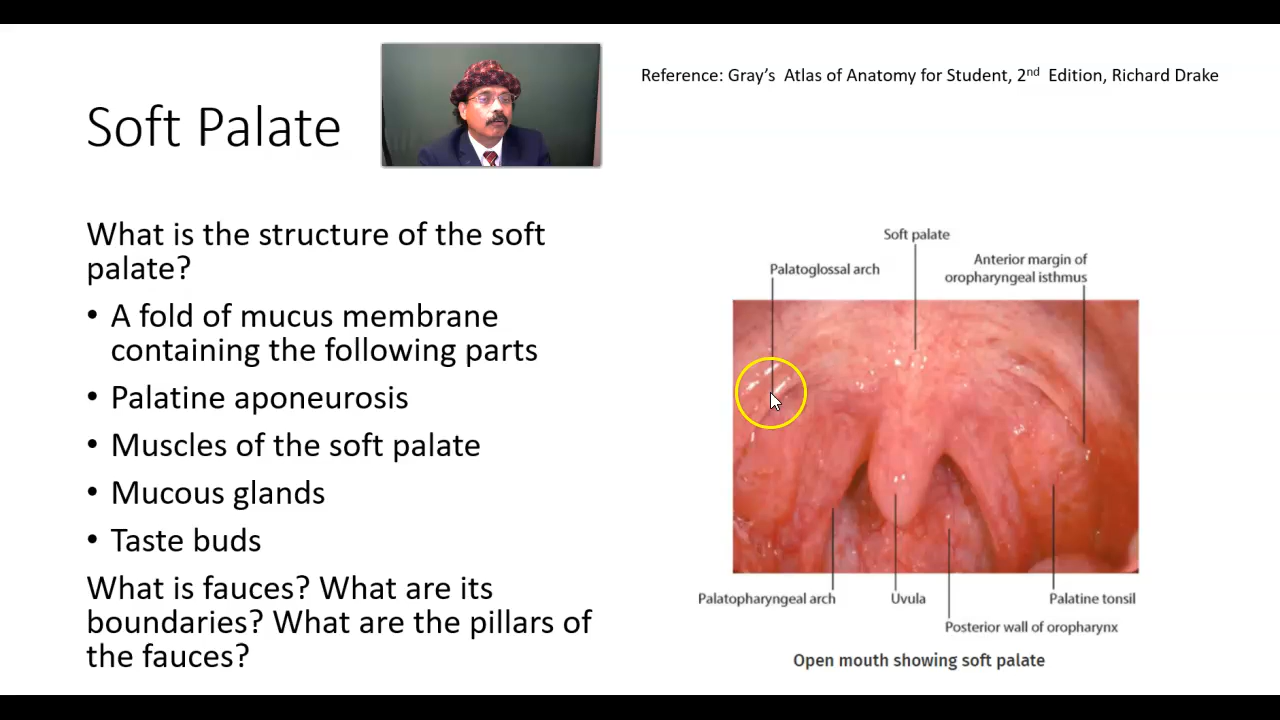 Reference: Gray’s Atlas of Anatomy for Student, 2nd Edition, Richard Drake
Soft Palate
What is the structure of the soft
palate?
• A fold of mucus membrane
containing the following parts
• Palatine aponeurosis
• Muscles of the soft palate
• Mucous glands
• Taste buds
What is fauces? What are its
boundaries? What are the pillars of
the fauces?
Soft palate
Palatoglossal arch
Anterior margin of
oropharyngeal isthmus
Palatopharyngeal arch
Uvula
Palatine tonsil
Posterior wall of oropharynx
Open mouth showing soft palate